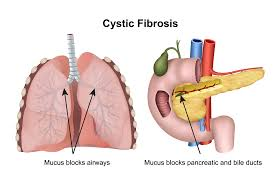 Cystic Fibrosis
Mucus blocks airways
Mucus blocks pancreatic and bile ducts